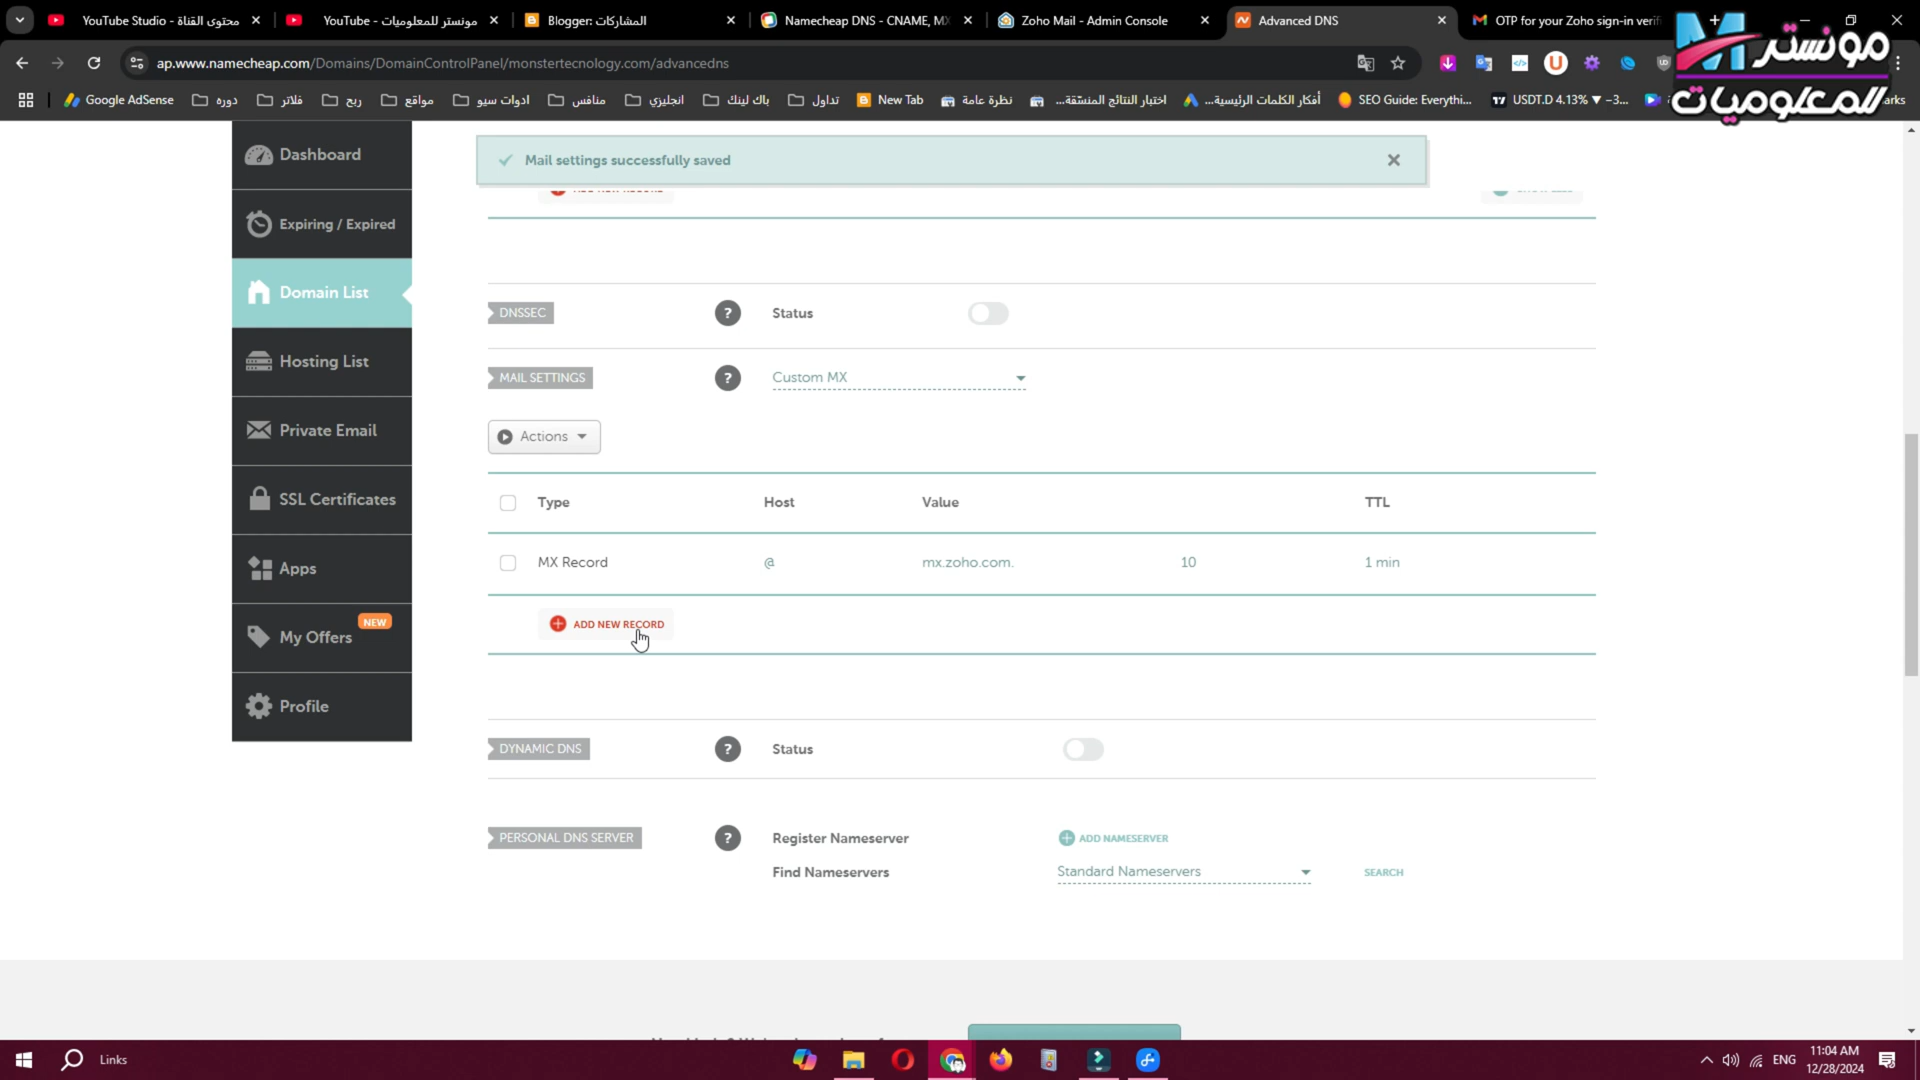 YouTube Studio - محتوى القناة
YouTube - مونستر للمعلوميات
Blogger: المشاركات
Namecheap DNS - CNAME, MX
Zoho Mail - Admin Console
Advanced DNS
OTP for your Zoho sign-in verif
مونستر
للمعلوميات
ap.www.namecheap.com/Domains/DomainControlPanel/monstertecnology.com/advancedns
Google AdSense
دوره
فلاتر
ربح
مواقع
ادوات سيو
منافس
انجليزي
باك لينك
تداول
New Tab
نظرة عامة
اختبار النتائج المنسّقة...
أفكار الكلمات الرئيسية...
SEO Guide: Everythi...
USDT.D 4.13% ▼ −3...
arks
Dashboard
Expiring / Expired
Domain List
Hosting List
Private Email
SSL Certificates
Apps
NEW
My Offers
Profile
Mail settings successfully saved
DNSSEC
? Status
MAIL SETTINGS
? Custom MX
Actions
Type Host Value TTL
MX Record @ mx.zoho.com. 10 1 min
ADD NEW RECORD
DYNAMIC DNS
? Status
PERSONAL DNS SERVER
? Register Nameserver
ADD NAMESERVER
Find Nameservers
Standard Nameservers
SEARCH
Links
ENG
11:04 AM
12/28/2024